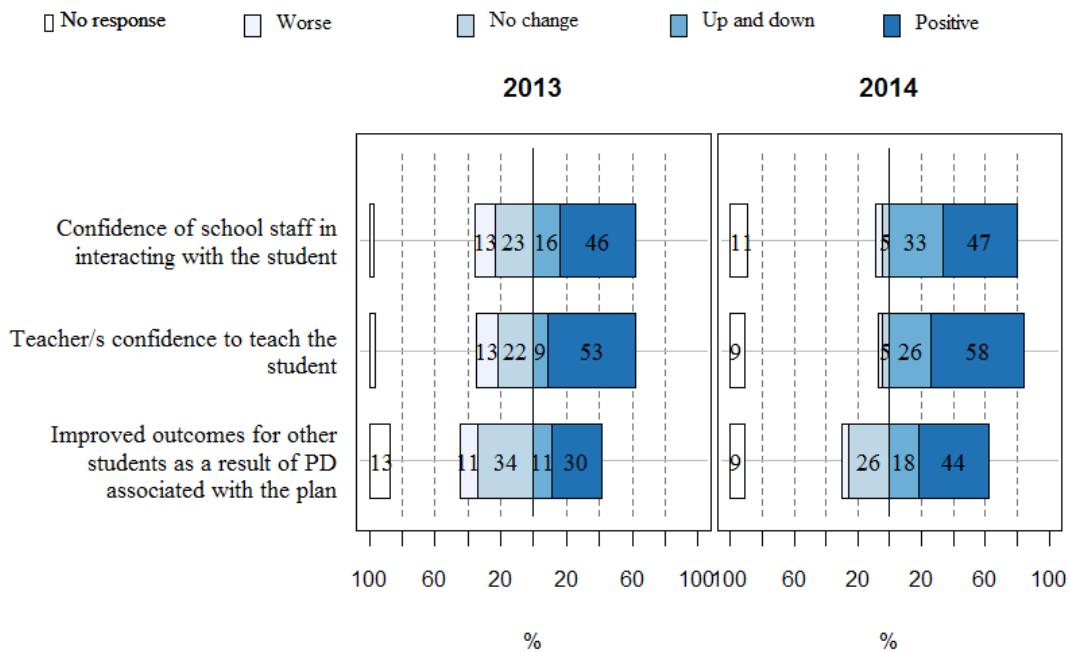 No response Worse No change Up and down Positive
2013 2014
Confidence of school staff in
interacting with the student
13 23 16 46 11 5 33 47
Teacher/s confidence to teach the
student
13 22 9 53 9 5 26 58
Improved outcomes for other
students as a result of PD
associated with the plan
13 11 34 11 30 9 26 18 44
100 60 20 20 60 100 100 60 20 20 60 100
% %